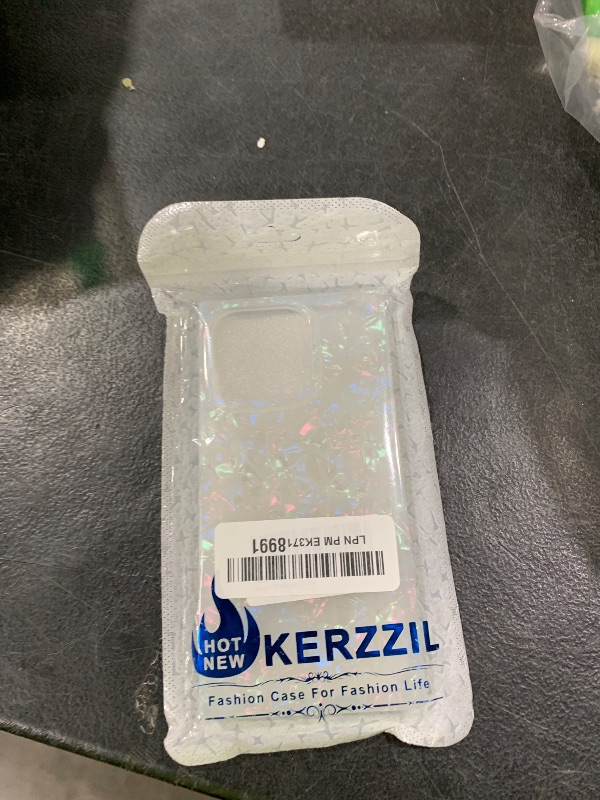 LPN PM EK3718991
HOT
NEW
KERZZIL
Fashion Case For Fashion Life